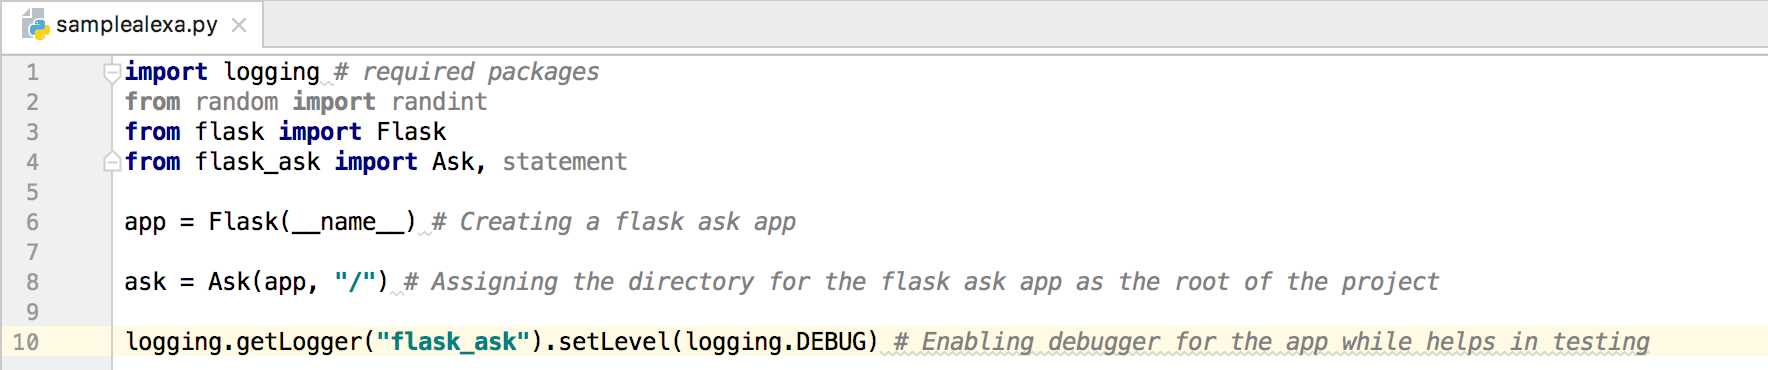 samplealexa.py
1 import logging # required packages
2 from random import randint
3 from flask import Flask
4 from flask_ask import Ask, statement
5
6 app = Flask(__name__) # Creating a flask ask app
7
8 ask = Ask(app, "/") # Assigning the directory for the flask ask app as the root of the project
9
10 logging.getLogger("flask_ask").setLevel(logging.DEBUG) # Enabling debugger for the app while helps in testing